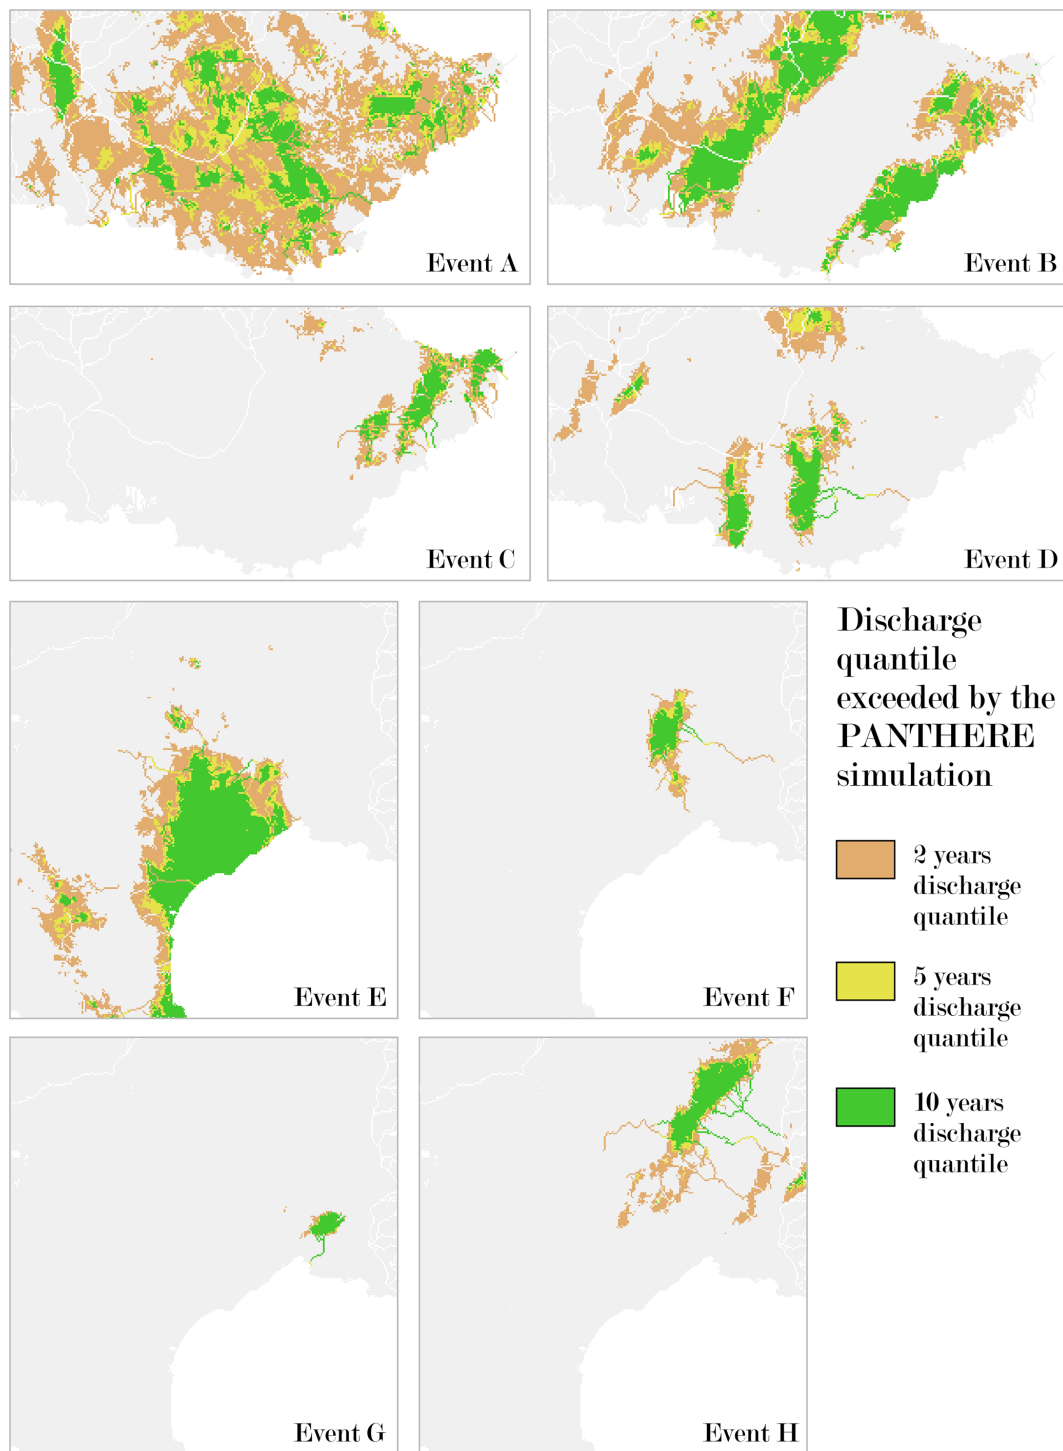 Event A
Event B
Event C
Event D
Event E
Event F
Discharge
quantile
exceeded by the
PANTHERE
simulation
2 years
discharge
quantile
5 years
discharge
quantile
10 years
discharge
quantile
Event G
Event H